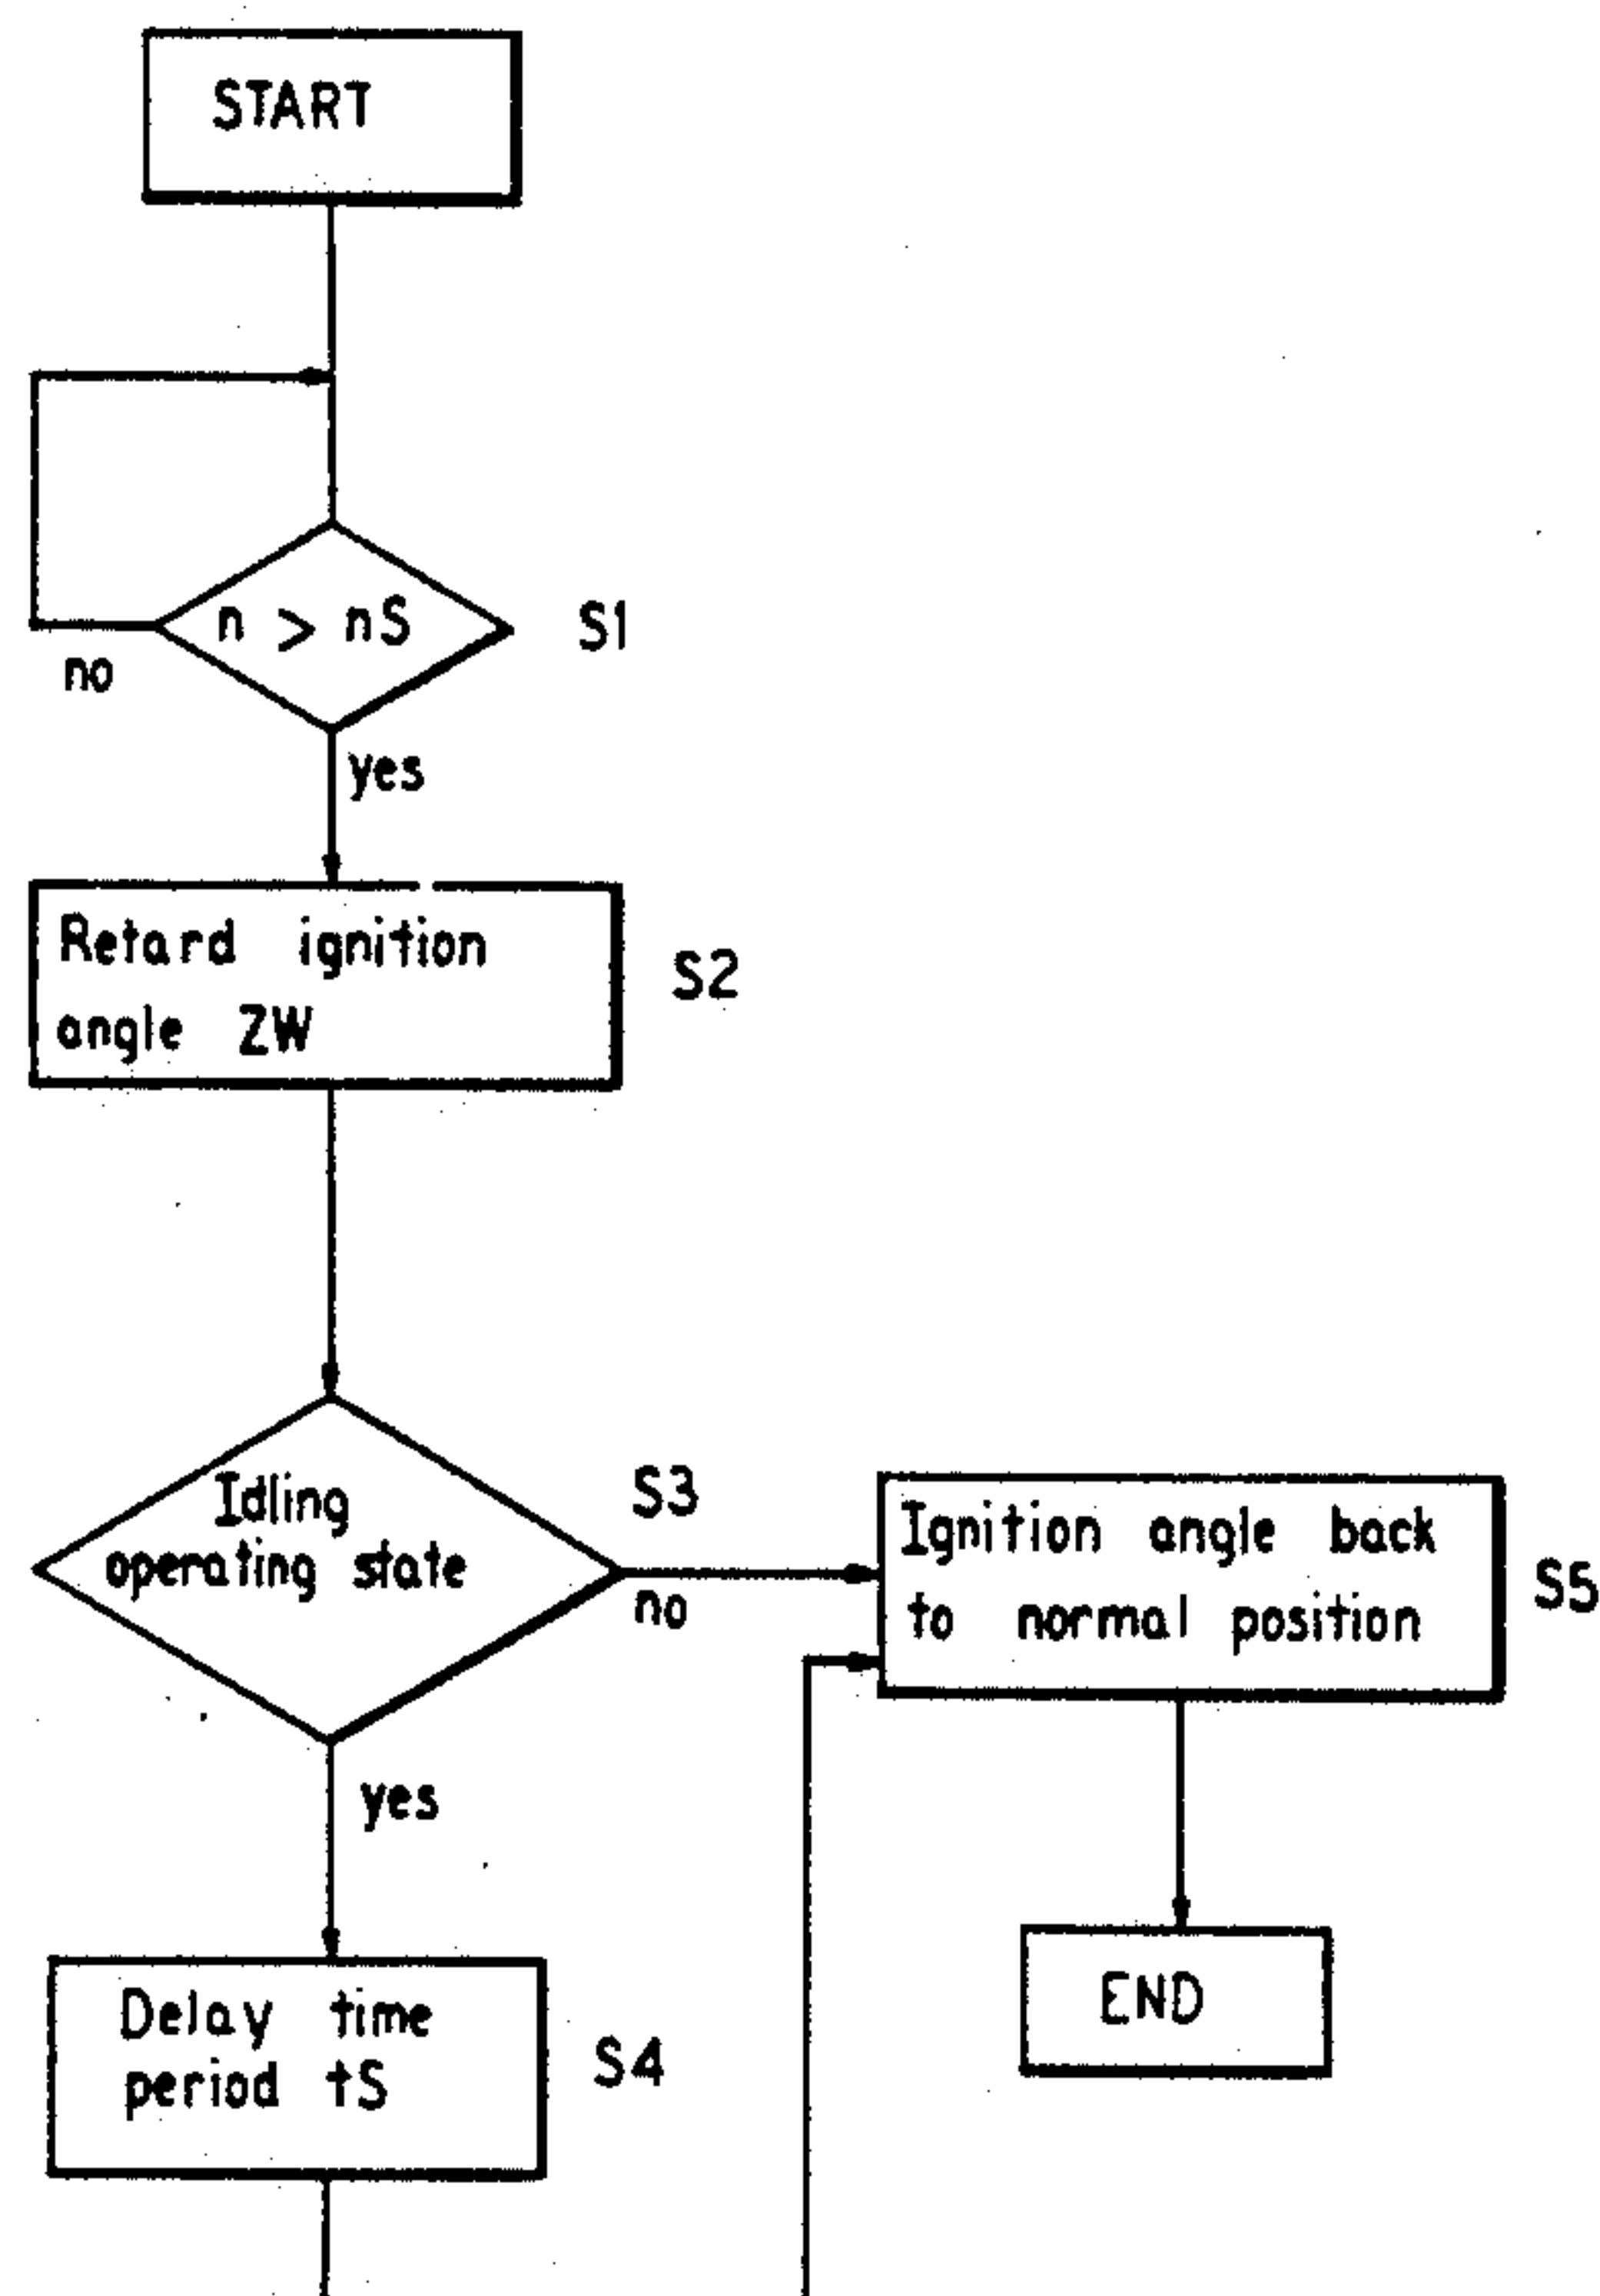 START
n > nS
S1
no
yes
Retard ignition
angle ZW
S2
Idling
operating state
S3
no
yes
Ignition angle back
to normal position
S5
Delay time
period tS
S4
END